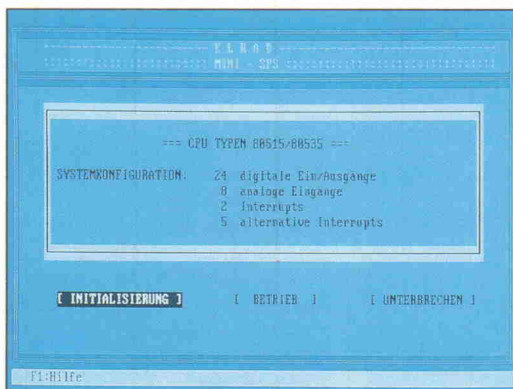 ELRAD
MINI - SPS
=== CPU TYPEN 80515/80535 ===
SYSTEMKONFIGURATION: 24 digitale Ein/Ausgänge
8 analoge Eingänge
2 Interrupts
5 alternative Interrupts
[ INITIALISIERUNG ] [ BETRIEB ] [ UNTERBRECHEN ]
F1:Hilfe